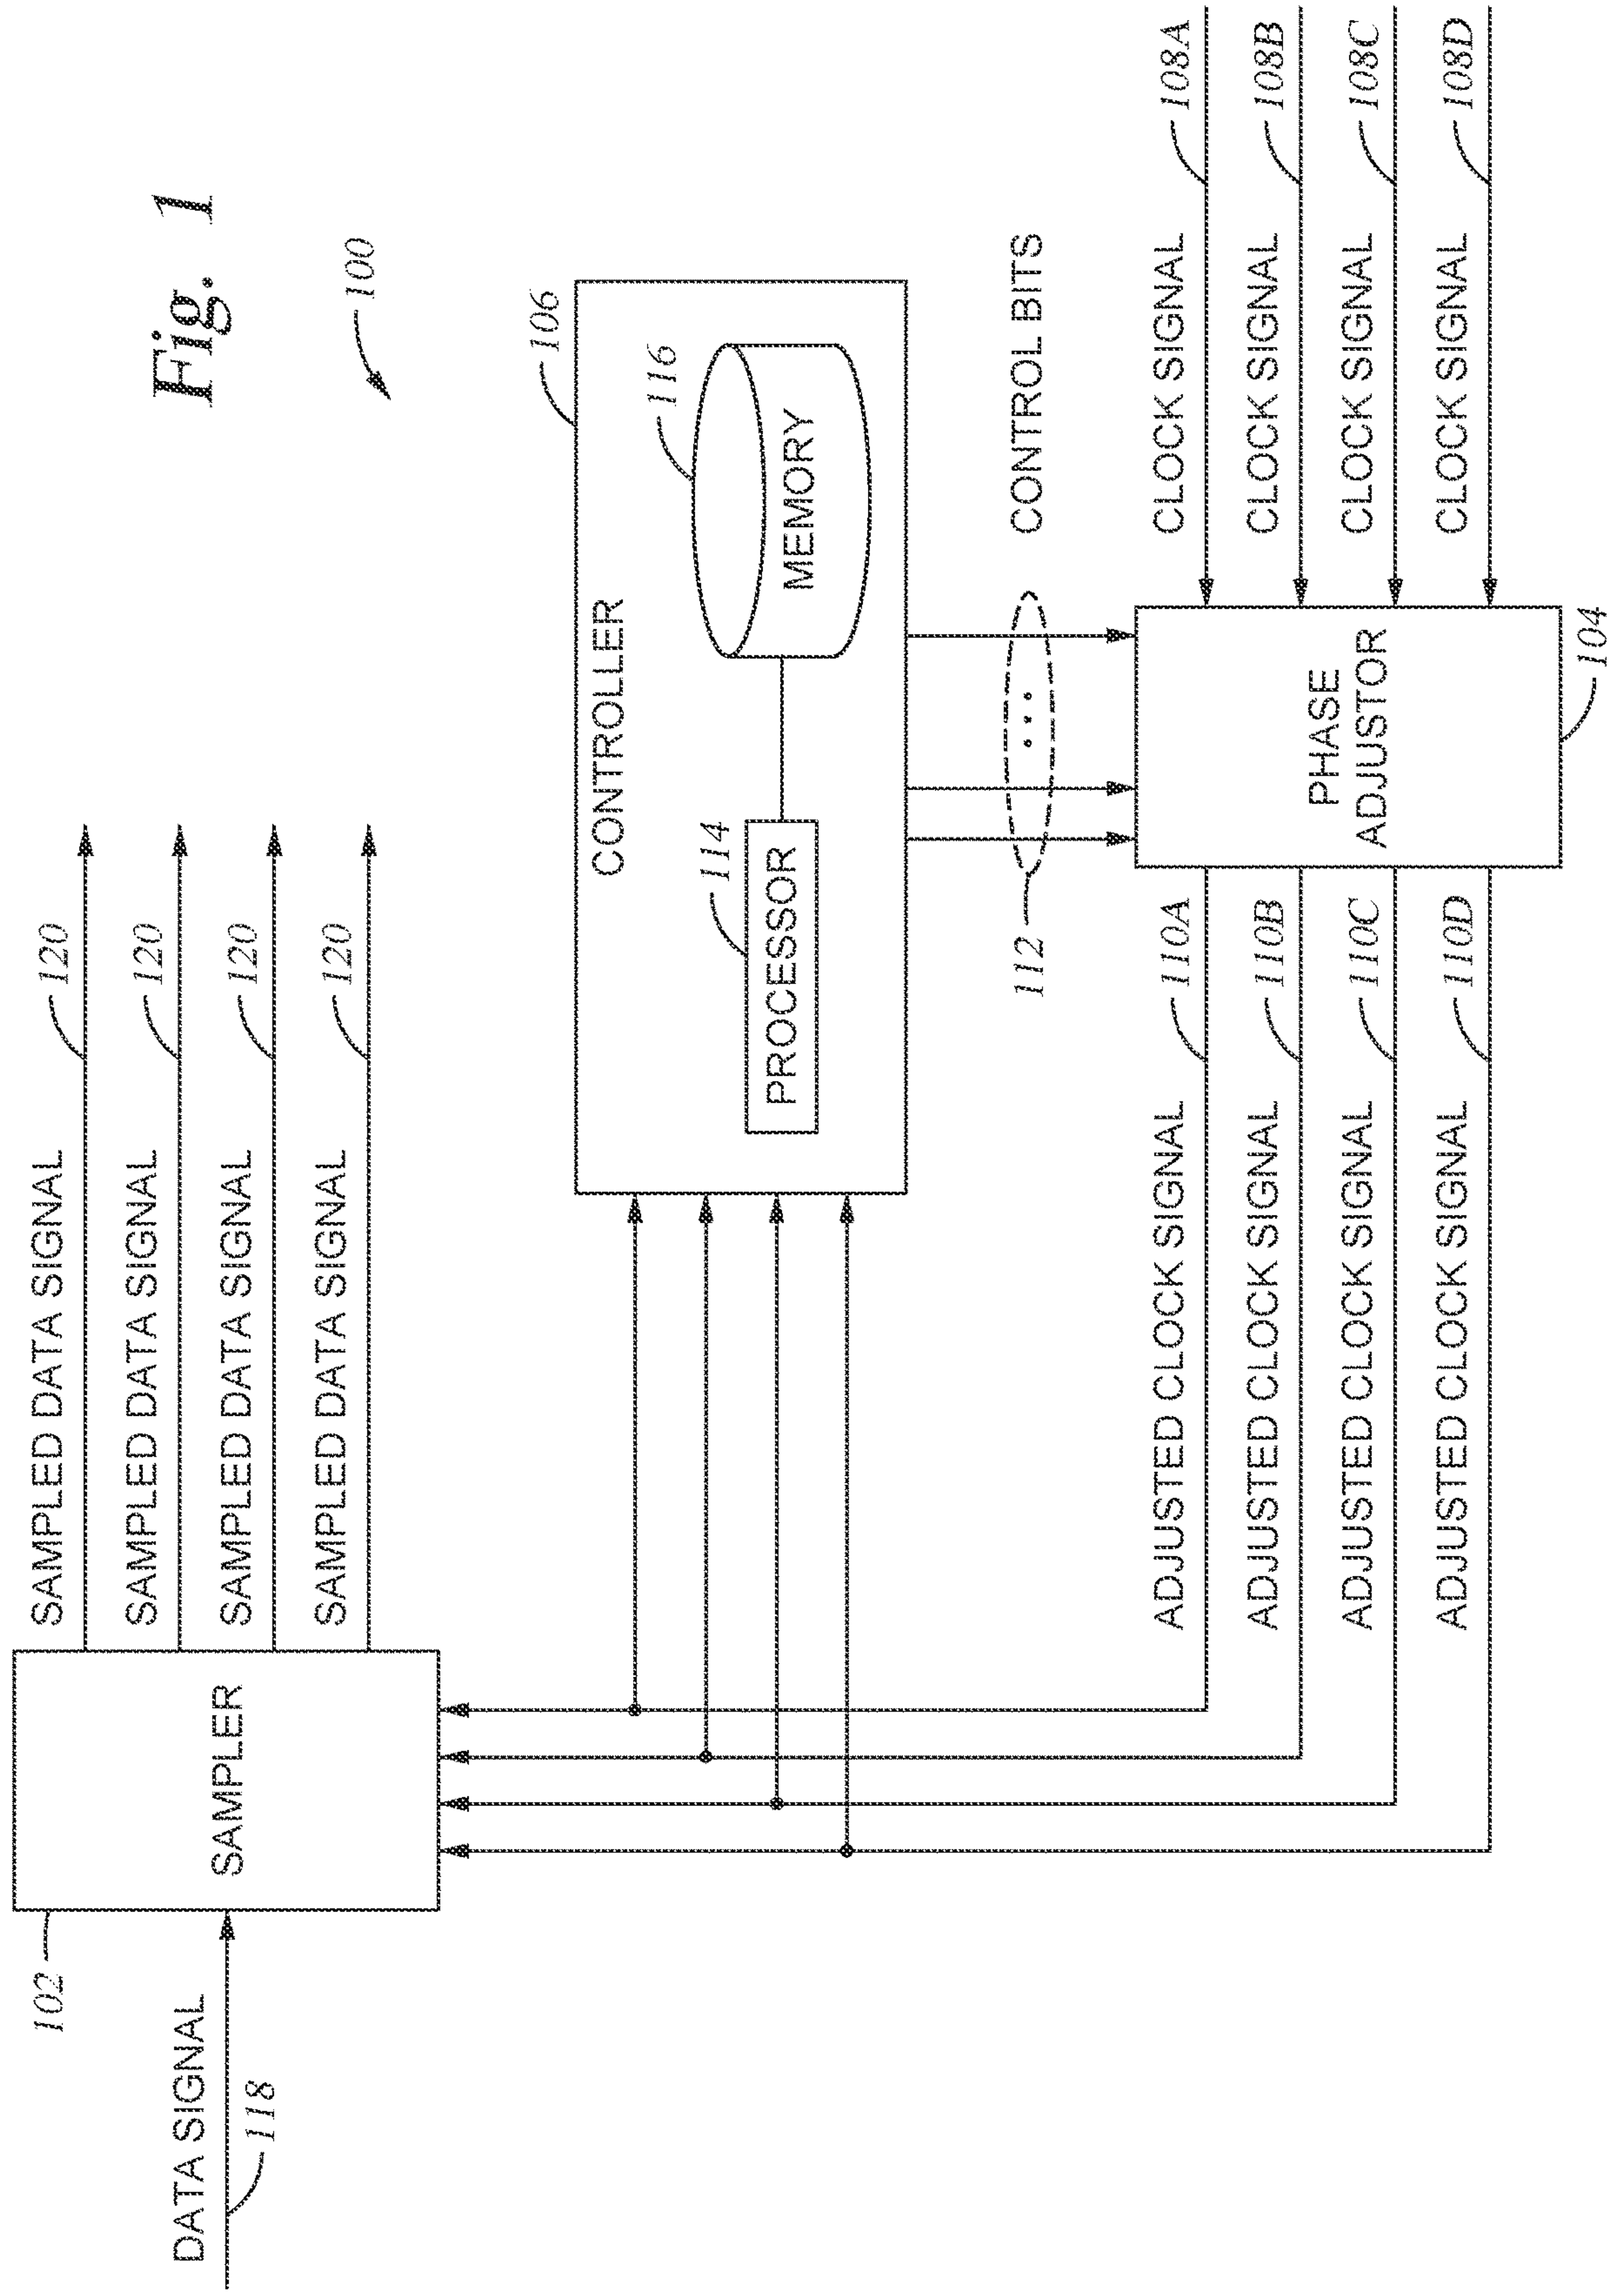 Fig. 1
100
102
SAMPLER
DATA SIGNAL
118
SAMPLED DATA SIGNAL
120
SAMPLED DATA SIGNAL
120
SAMPLED DATA SIGNAL
120
SAMPLED DATA SIGNAL
120
106
CONTROLLER
114
PROCESSOR
116
MEMORY
112
CONTROL BITS
ADJUSTED CLOCK SIGNAL
110A
ADJUSTED CLOCK SIGNAL
110B
ADJUSTED CLOCK SIGNAL
110C
ADJUSTED CLOCK SIGNAL
110D
PHASE
ADJUSTOR
104
CLOCK SIGNAL
108A
CLOCK SIGNAL
108B
CLOCK SIGNAL
108C
CLOCK SIGNAL
108D